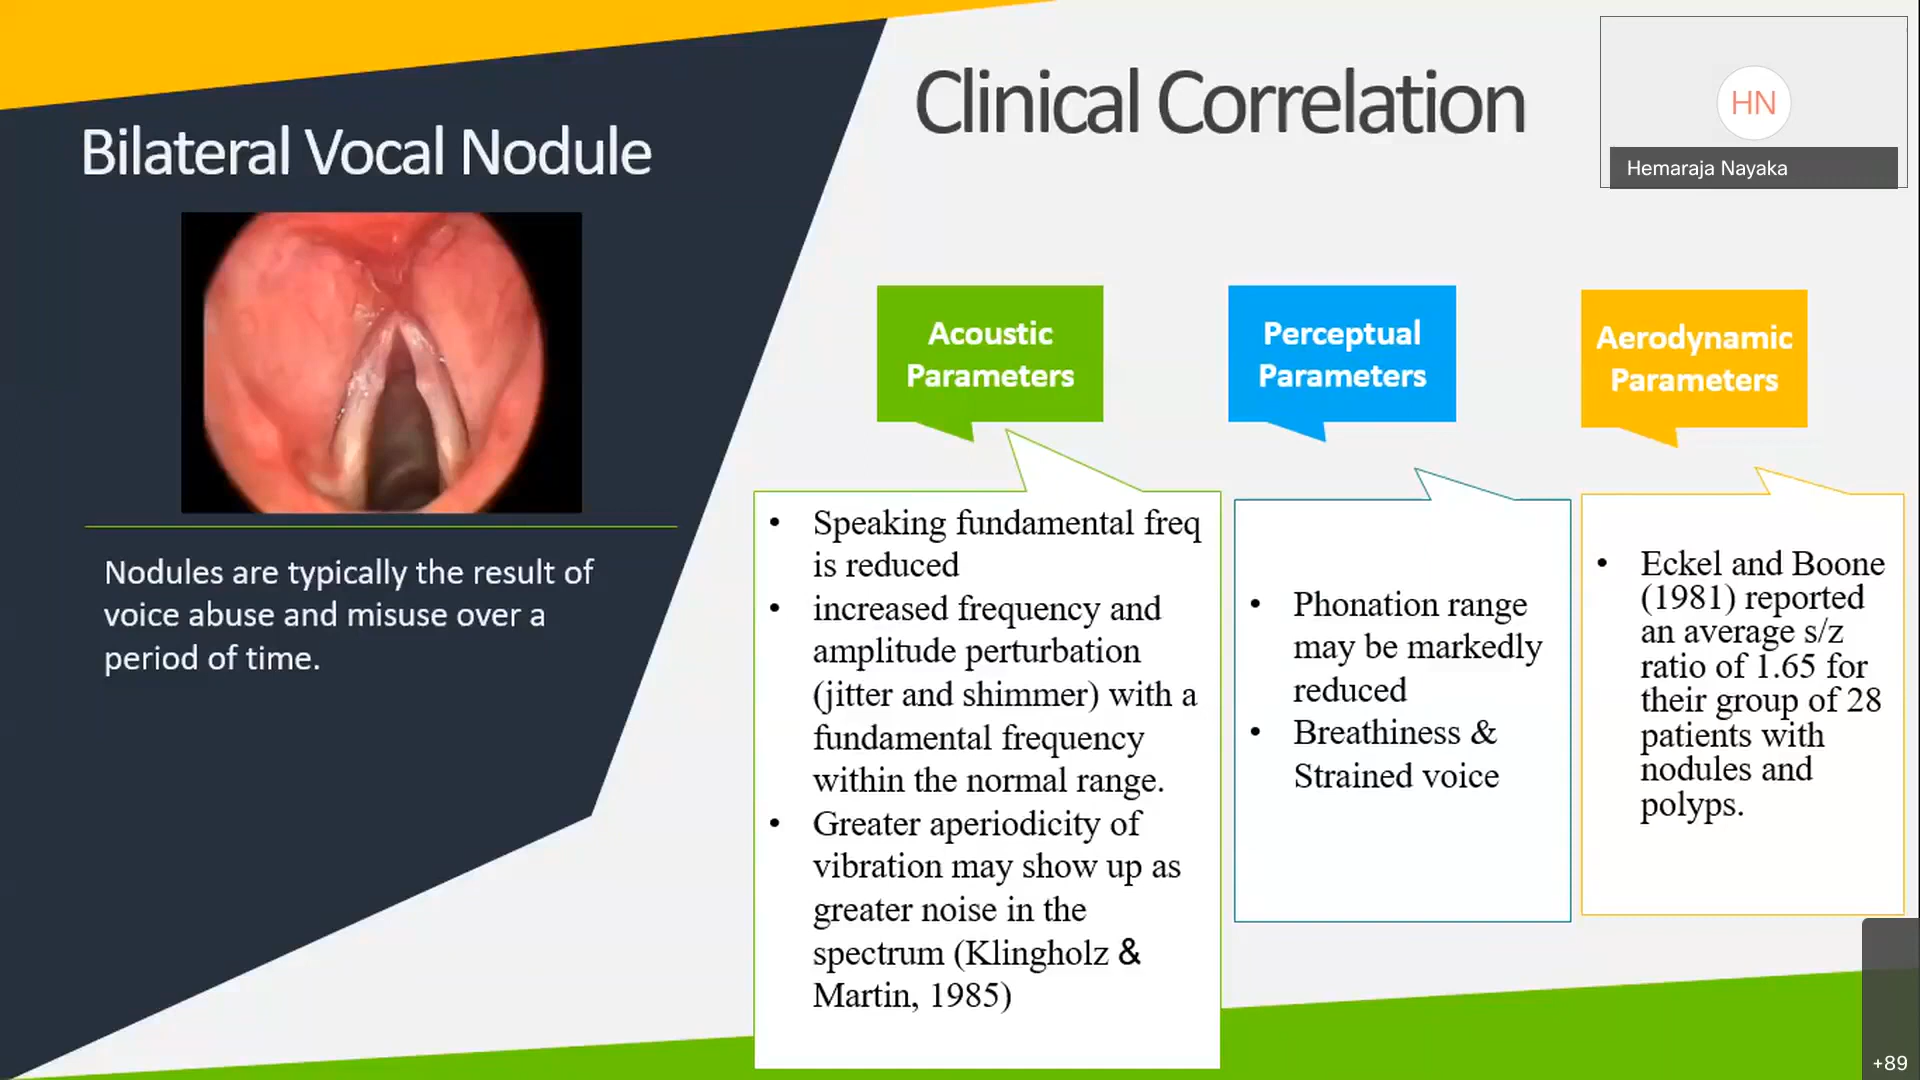 Bilateral Vocal Nodule
Nodules are typically the result of
voice abuse and misuse over a
period of time.
Clinical Correlation
HN
Hemaraja Nayaka
Acoustic
Parameters
Speaking fundamental freq
is reduced
increased frequency and
amplitude perturbation
(jitter and shimmer) with a
fundamental frequency
within the normal range.
Greater aperiodicity of
vibration may show up as
greater noise in the
spectrum (Klingholz &
Martin, 1985)
Perceptual
Parameters
Phonation range
may be markedly
reduced
Breathiness &
Strained voice
Aerodynamic
Parameters
Eckel and Boone
(1981) reported
an average s/z
ratio of 1.65 for
their group of 28
patients with
nodules and
polyps.
+89